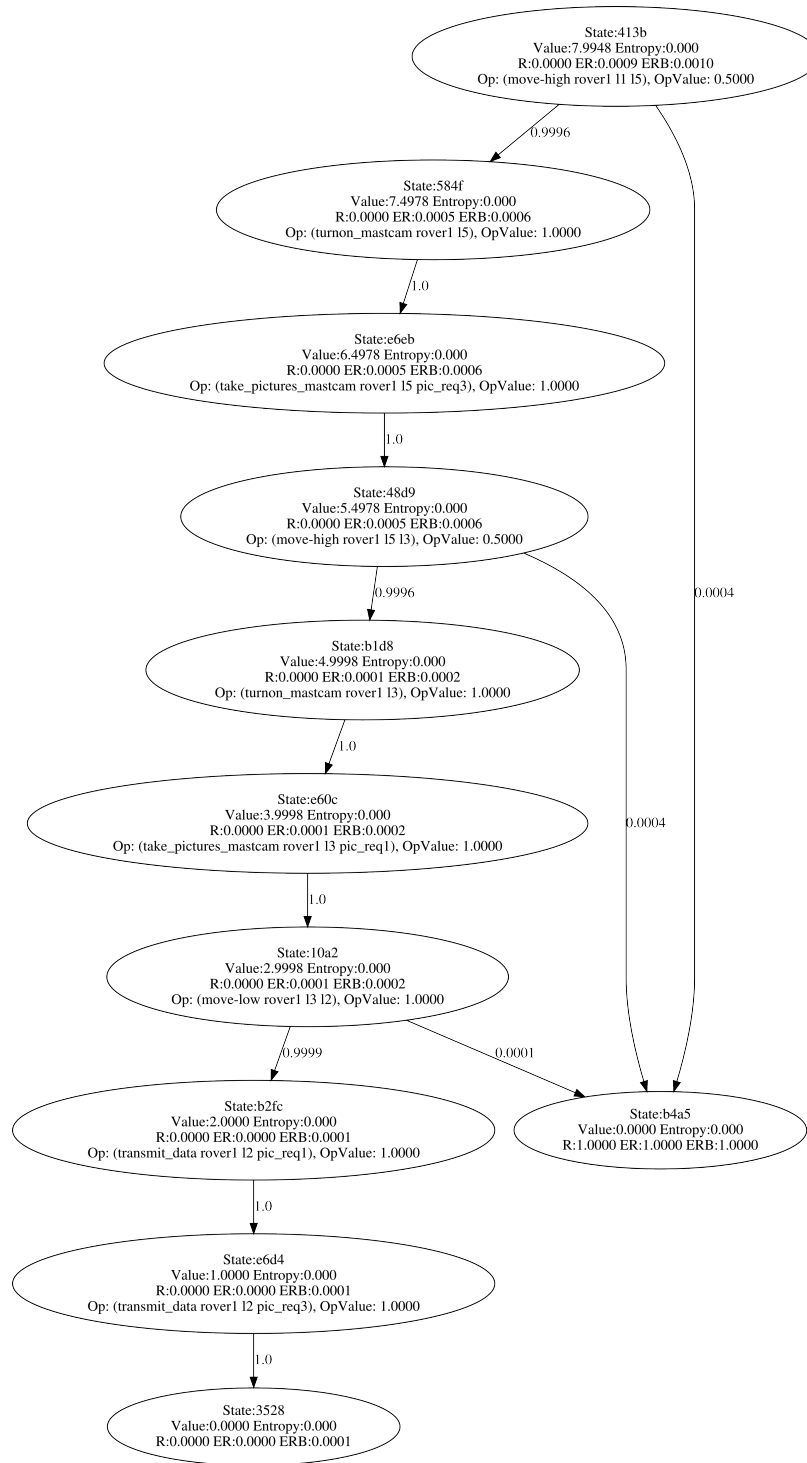 State:413b
Value:7.9948 Entropy:0.000
R:0.0000 ER:0.0009 ERB:0.0010
Op: (move-high rover1 l1 l5), OpValue: 0.5000
0.9996
State:584f
Value:7.4978 Entropy:0.000
R:0.0000 ER:0.0005 ERB:0.0006
Op: (turnon_mastcam rover1 l5), OpValue: 1.0000
1.0
State:e6eb
Value:6.4978 Entropy:0.000
R:0.0000 ER:0.0005 ERB:0.0006
Op: (take_pictures_mastcam rover1 l5 pic_req3), OpValue: 1.0000
1.0
State:48d9
Value:5.4978 Entropy:0.000
R:0.0000 ER:0.0005 ERB:0.0006
Op: (move-high rover1 l5 l3), OpValue: 0.5000
0.9996
0.0004
State:b1d8
Value:4.9998 Entropy:0.000
R:0.0000 ER:0.0001 ERB:0.0002
Op: (turnon_mastcam rover1 l3), OpValue: 1.0000
1.0
State:e60c
Value:3.9998 Entropy:0.000
R:0.0000 ER:0.0001 ERB:0.0002
Op: (take_pictures_mastcam rover1 l3 pic_req1), OpValue: 1.0000
0.0004
1.0
State:10a2
Value:2.9998 Entropy:0.000
R:0.0000 ER:0.0001 ERB:0.0002
Op: (move-low rover1 l3 l2), OpValue: 1.0000
0.9999
0.0001
State:b2fc
Value:2.0000 Entropy:0.000
R:0.0000 ER:0.0000 ERB:0.0001
Op: (transmit_data rover1 l2 pic_req1), OpValue: 1.0000
State:b4a5
Value:0.0000 Entropy:0.000
R:1.0000 ER:1.0000 ERB:1.0000
1.0
State:e6d4
Value:1.0000 Entropy:0.000
R:0.0000 ER:0.0000 ERB:0.0001
Op: (transmit_data rover1 l2 pic_req3), OpValue: 1.0000
1.0
State:3528
Value:0.0000 Entropy:0.000
R:0.0000 ER:0.0000 ERB:0.0001